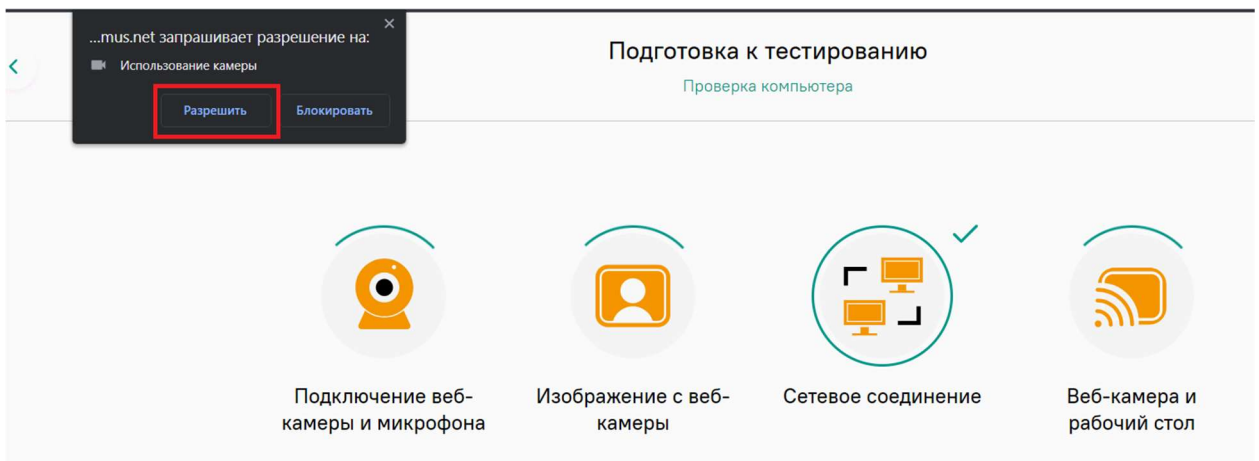 ...mus.net запрашивает разрешение на:
Использование камеры
Разрешить
Блокировать
Подготовка к тестированию
Проверка компьютера
Подключение веб-
камеры и микрофона
Изображение с веб-
камеры
Сетевое соединение
Веб-камера и
рабочий стол